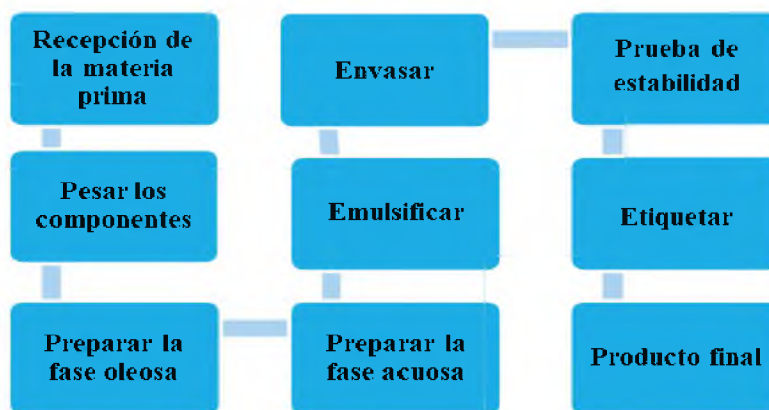 Recepción de
la materia
prima
Pesar los
componentes
Preparar la
fase oleosa
Preparar la
fase acuosa
Emulsificar
Envasar
Prueba de
estabilidad
Etiquetar
Producto final